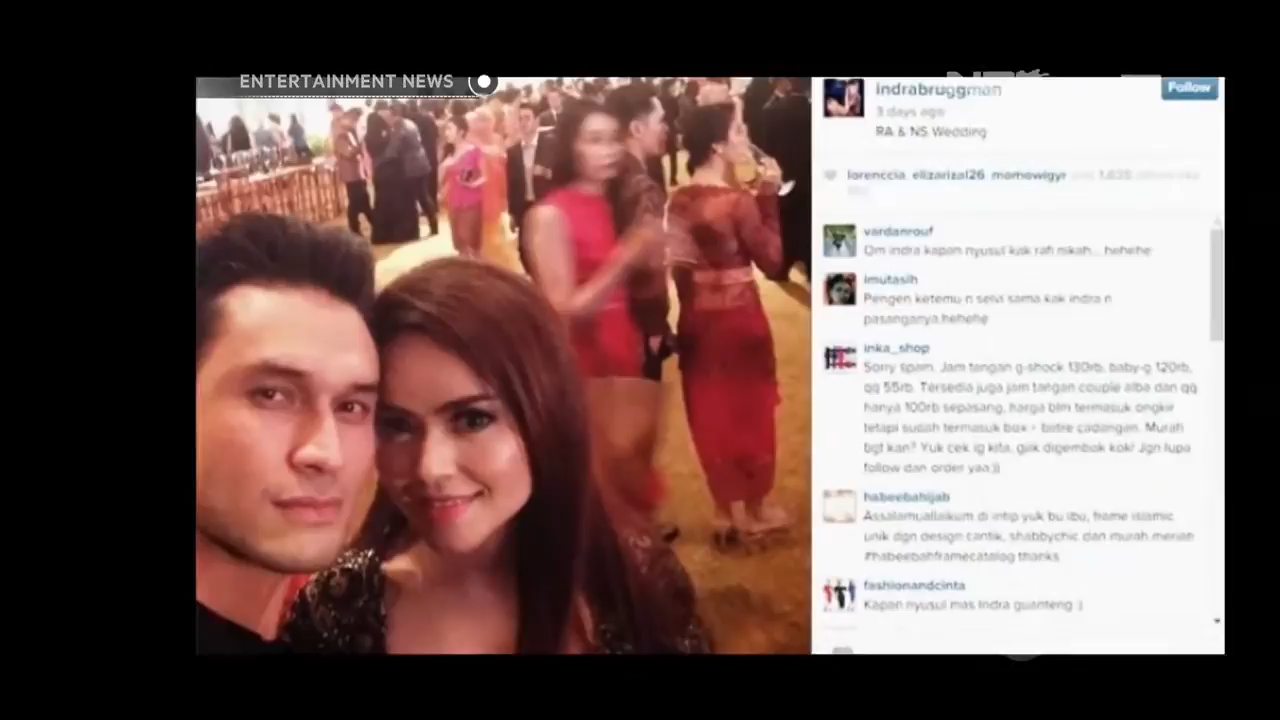 ENTERTAINMENT NEWS
indrabruggman
Follow
3 days ago
RA & NS Wedding
lorenccia elizarizal26 momowigyr
vardanrouf
Om indra kapan nyusul kak rafi nikah... hehehe
imutasih
Pengen ketemu n selvi sama kak indra n
pasanganya hehehe
inka_shop
Sorry spam. Jam tangan g-shock 130rb, baby-g 120rb,
qq 55rb. Tersedia juga jam tangan couple alba dan qq
hanya 100rb sepasang, harga blm termasuk ongkir
tetapi sudah termasuk box + batre cadangan. Murah
bgt kan? Yuk cek ig kita, gak digembok kok! Jgn lupa
follow dan order yaa:))
habeebahijab
Assalamuallaikum di intip yuk bu ibu, frame islamic
unik dgn design cantik, shabbychic dan murah meriah
#habeebahframecatalog thanks
fashionandcinta
Kapan nyusul mas Indra guanteng :)